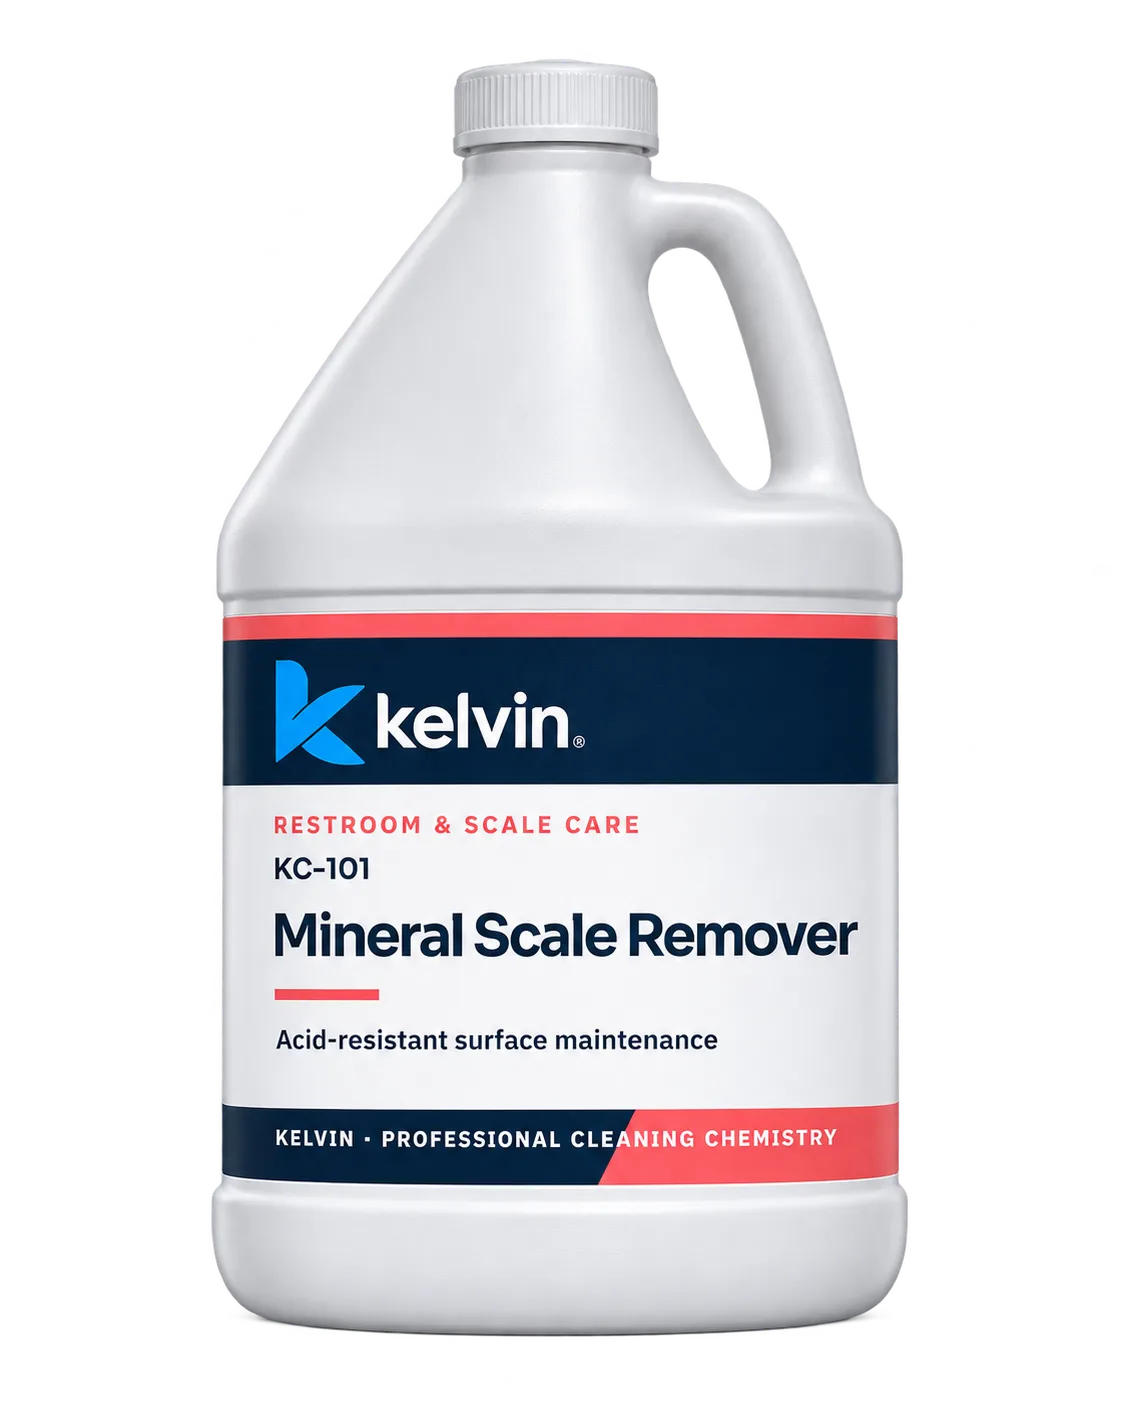 kelvin®
RESTROOM & SCALE CARE
KC-101
Mineral Scale Remover
Acid-resistant surface maintenance
KELVIN · PROFESSIONAL CLEANING CHEMISTRY